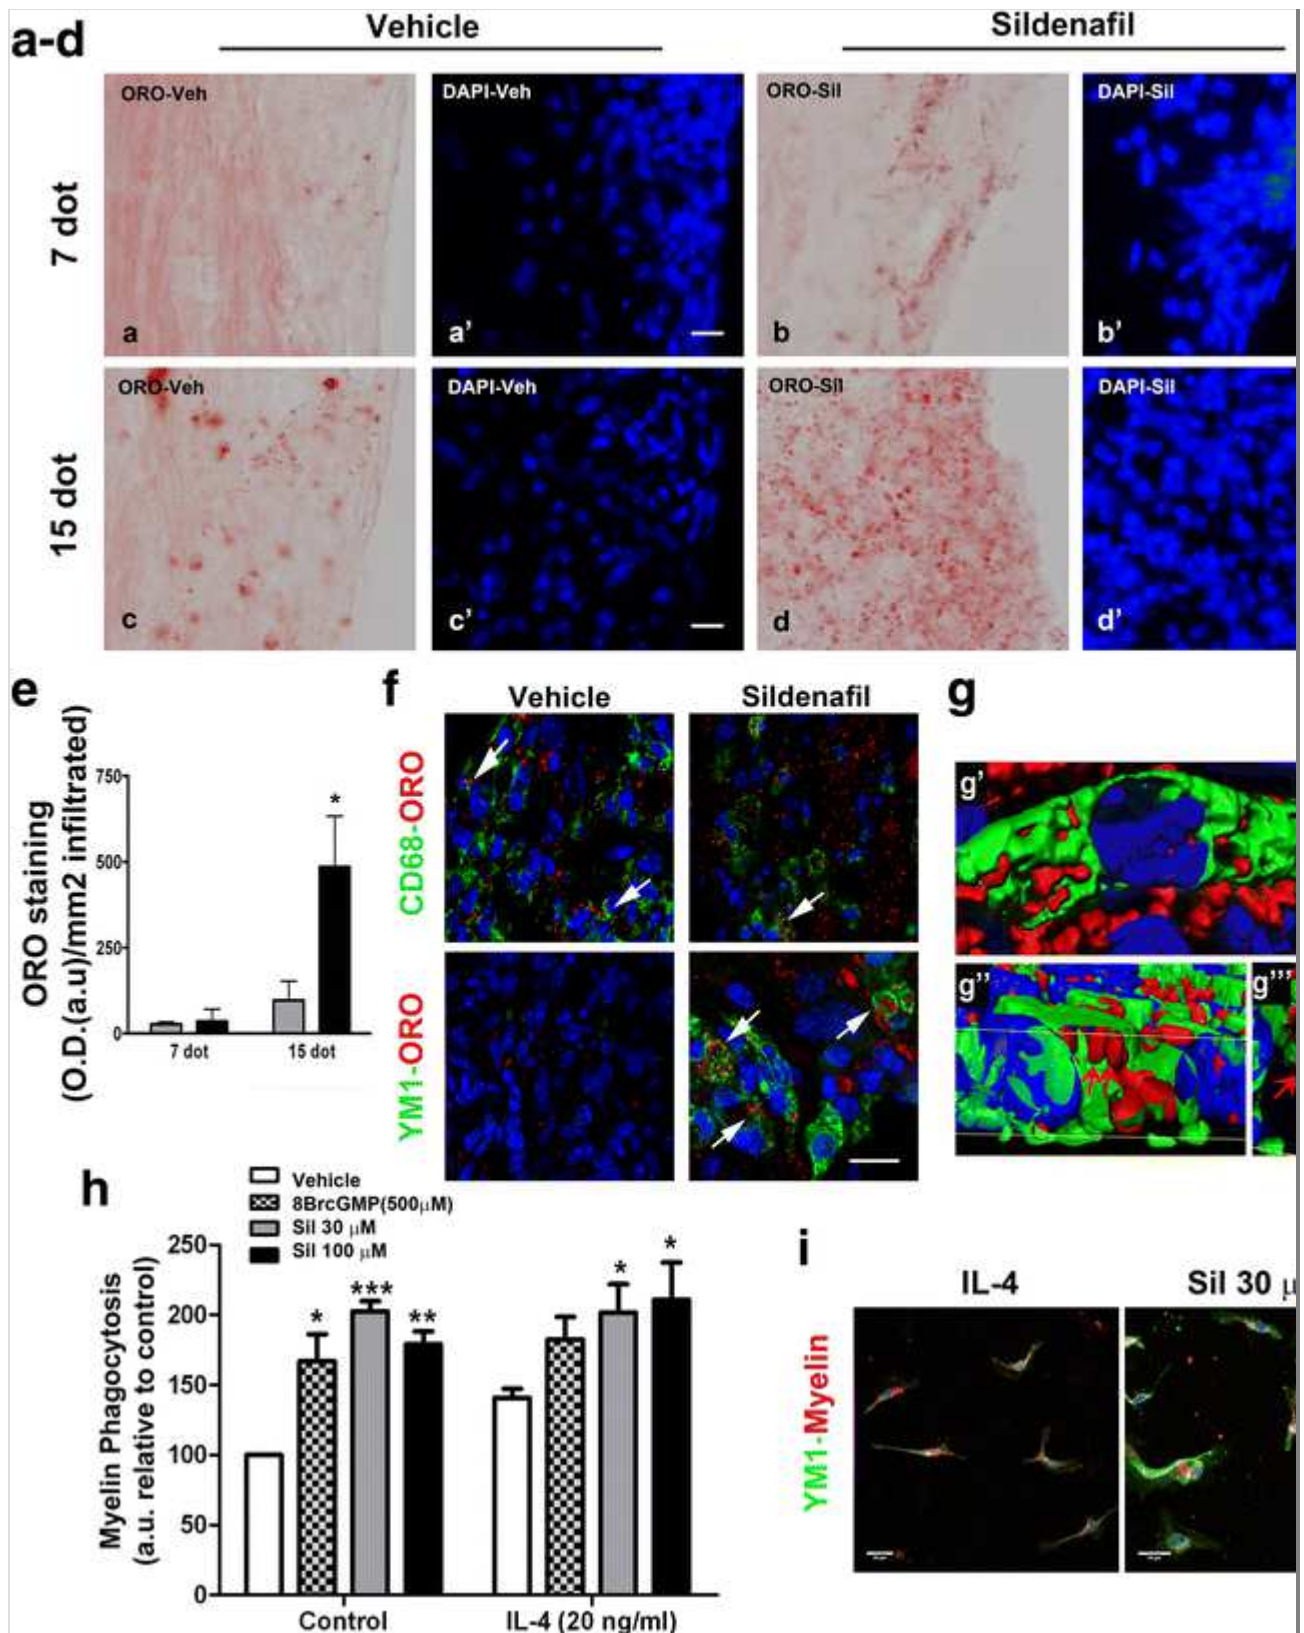 a-d
Vehicle
Sildenafil
7 dot
ORO-Veh
a
DAPI-Veh
a'
ORO-Sil
b
DAPI-Sil
b'
15 dot
ORO-Veh
c
DAPI-Veh
c'
ORO-Sil
d
DAPI-Sil
d'
e
ORO staining
(O.D.(a.u)/mm2 infiltrated)
750
500
250
0
*
7 dot
15 dot
f
Vehicle
Sildenafil
CD68-ORO
YM1-ORO
g
g'
g''
g'''
h
Vehicle
8BrcGMP(500µM)
Sil 30 µM
Sil 100 µM
Myelin Phagocytosis
(a.u. relative to control)
250
200
150
100
50
0
*
***
**
*
*
Control
IL-4 (20 ng/ml)
i
IL-4
Sil 30 µ
YM1-Myelin